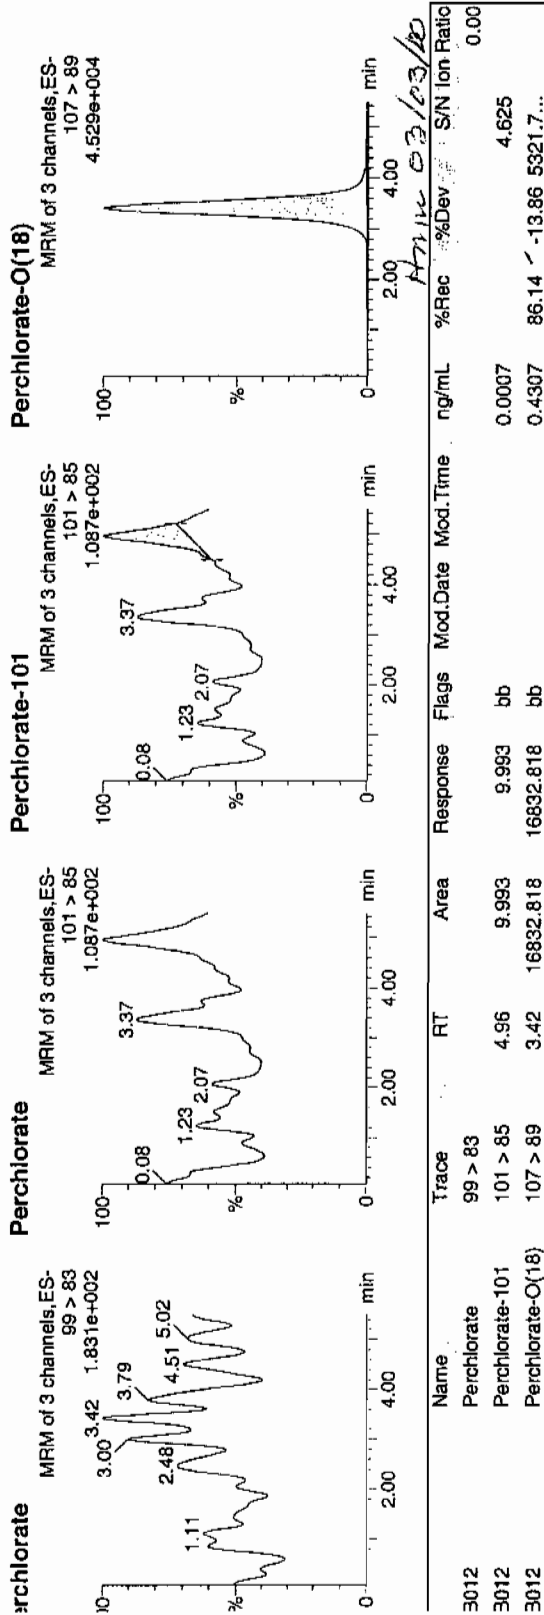 erchlorate
MRM of 3 channels,ES-
99 > 83
1.831e+002
%
1.11
2.48
3.00
3.42
3.79
4.51
5.02
2.00
4.00
min
Perchlorate
MRM of 3 channels,ES-
101 > 85
1.087e+002
100
%
0
0.08
1.23
2.07
3.37
2.00
4.00
min
Perchlorate-101
MRM of 3 channels,ES-
101 > 85
1.087e+002
100
%
0
0.08
1.23
2.07
3.37
2.00
4.00
min
Perchlorate-O(18)
MRM of 3 channels,ES-
107 > 89
4.529e+004
100
%
0
2.00
4.00
min
03/03/10
Name Trace RT Area Response Flags Mod.Date Mod.Time ng/mL %Rec %Dev S/N Ion Ratio
3012 Perchlorate 99 > 83 0.00
3012 Perchlorate-101 101 > 85 4.96 9.993 9.993 bb 0.0007 4.625
3012 Perchlorate-O(18) 107 > 89 3.42 16832.818 16832.818 bb 0.4307 86.14 -13.86 5321.7...